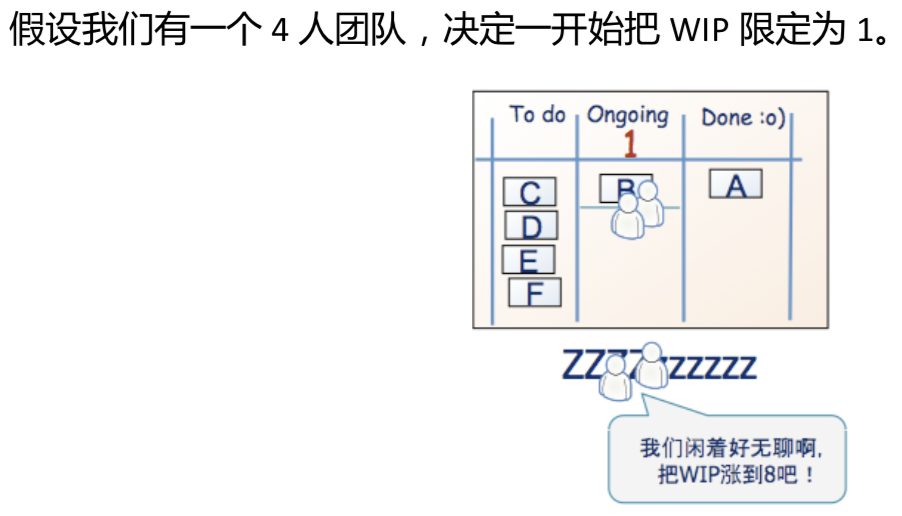 假设我们有一个 4 人团队，决定一开始把 WIP 限定为 1。
To do Ongoing Done :o)
1
C B A
D
E
F
ZZZZzzzzzz
我们闲着好无聊啊,
把WIP涨到8吧！